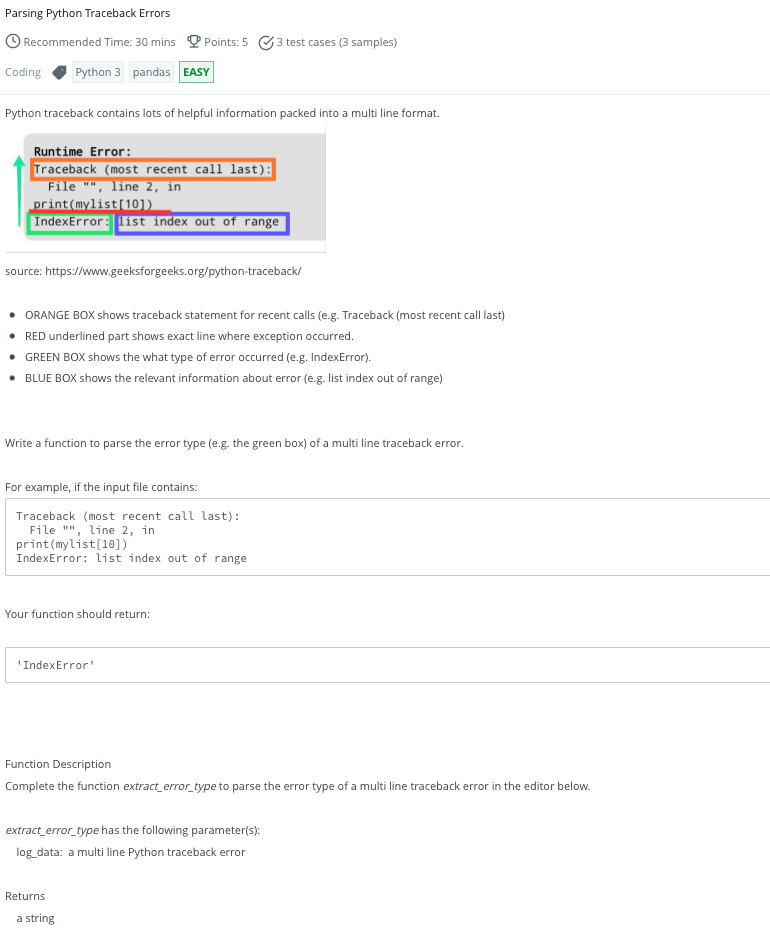 Parsing Python Traceback Errors
Recommended Time: 30 mins Points: 5 3 test cases (3 samples)
Coding Python 3 pandas EASY
Python traceback contains lots of helpful information packed into a multi line format.
Runtime Error:
Traceback (most recent call last):
File "", line 2, in
print(mylist[10])
IndexError: list index out of range
source: https://www.geeksforgeeks.org/python-traceback/
• ORANGE BOX shows traceback statement for recent calls (e.g. Traceback (most recent call last)
• RED underlined part shows exact line where exception occurred.
• GREEN BOX shows the what type of error occurred (e.g. IndexError).
• BLUE BOX shows the relevant information about error (e.g. list index out of range)
Write a function to parse the error type (e.g. the green box) of a multi line traceback error.
For example, if the input file contains:
Traceback (most recent call last):
File "", line 2, in
print(mylist[10])
IndexError: list index out of range
Your function should return:
'IndexError'
Function Description
Complete the function extract_error_type to parse the error type of a multi line traceback error in the editor below.
extract_error_type has the following parameter(s):
log_data: a multi line Python traceback error
Returns
a string